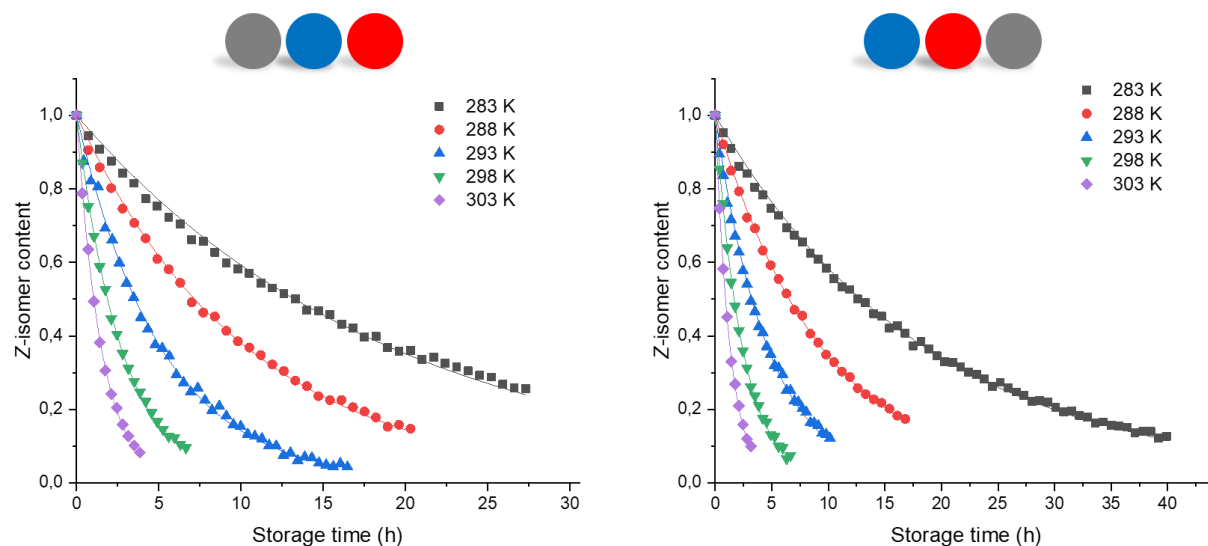 283 K
288 K
293 K
298 K
303 K
1,0
0,8
0,6
0,4
0,2
0,0
Z-isomer content
0 5 10 15 20 25 30
Storage time (h)
283 K
288 K
293 K
298 K
303 K
1,0
0,8
0,6
0,4
0,2
0,0
Z-isomer content
0 5 10 15 20 25 30 35 40
Storage time (h)